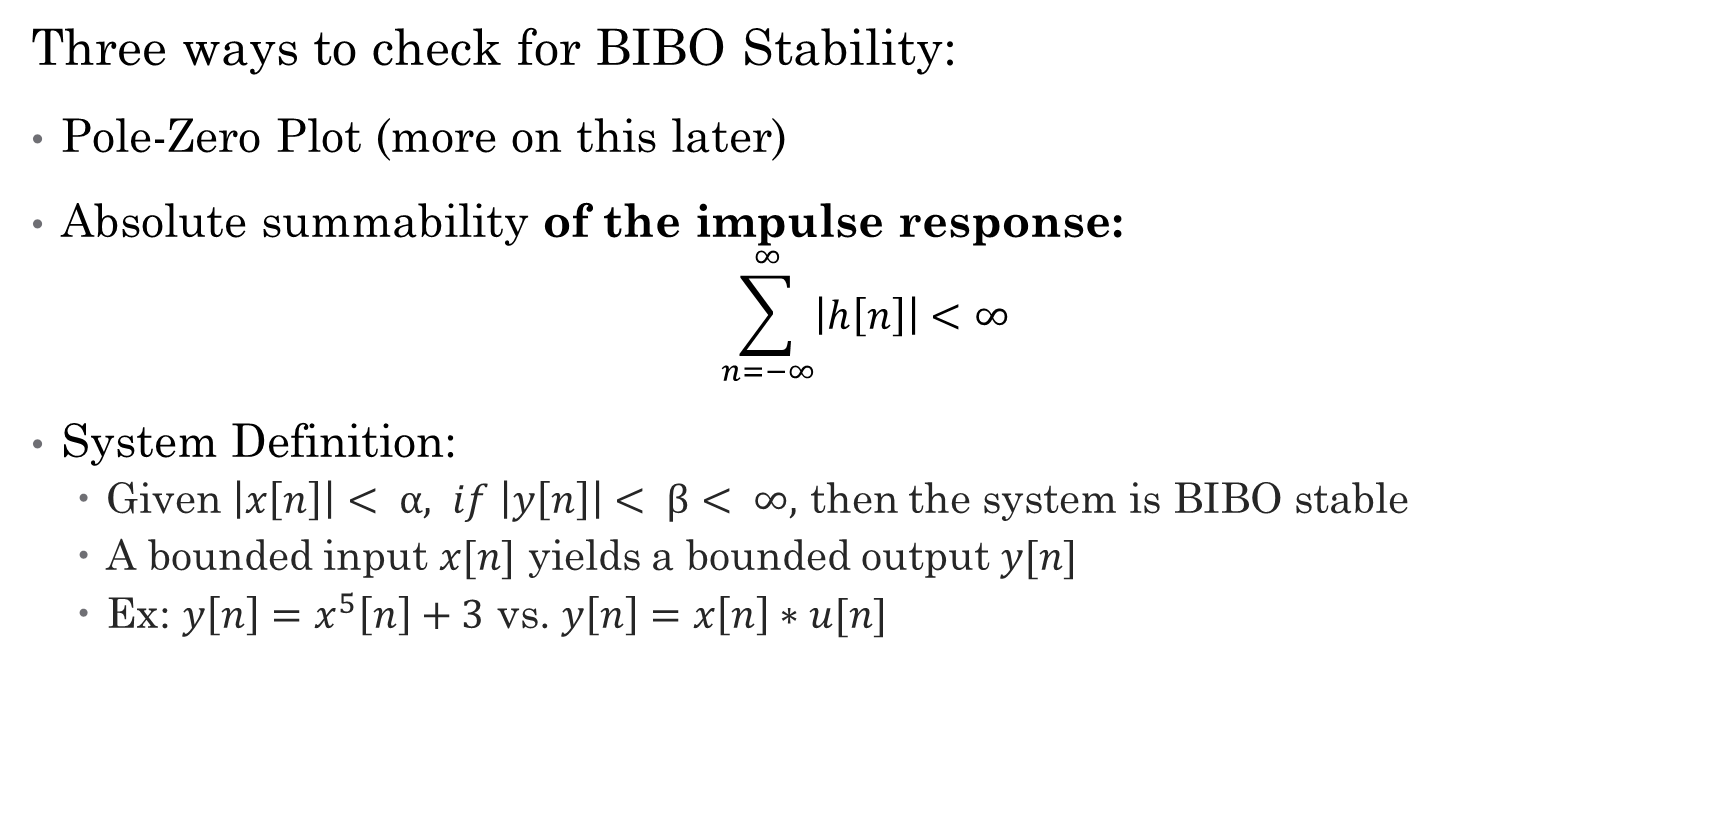 Three ways to check for BIBO Stability:
• Pole-Zero Plot (more on this later)
• Absolute summability of the impulse response:
∞
∑ |h[n]| < ∞
n=−∞
• System Definition:
• Given |x[n]| < α, if |y[n]| < β < ∞, then the system is BIBO stable
• A bounded input x[n] yields a bounded output y[n]
• Ex: y[n] = x⁵[n] + 3 vs. y[n] = x[n] ∗ u[n]